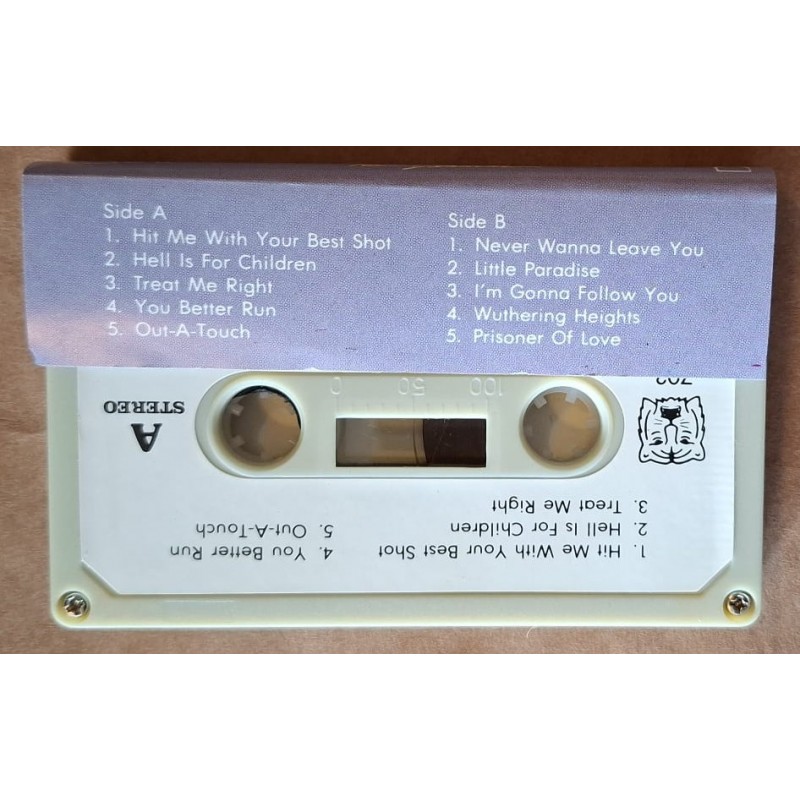 Side A
1. Hit Me With Your Best Shot
2. Hell Is For Children
3. Treat Me Right
4. You Better Run
5. Out-A-Touch
Side B
1. Never Wanna Leave You
2. Little Paradise
3. I'm Gonna Follow You
4. Wuthering Heights
5. Prisoner Of Love
1. Hit Me With Your Best Shot
2. Hell Is For Children
3. Treat Me Right
4. You Better Run
5. Out-A-Touch
A
STEREO
100 50 0